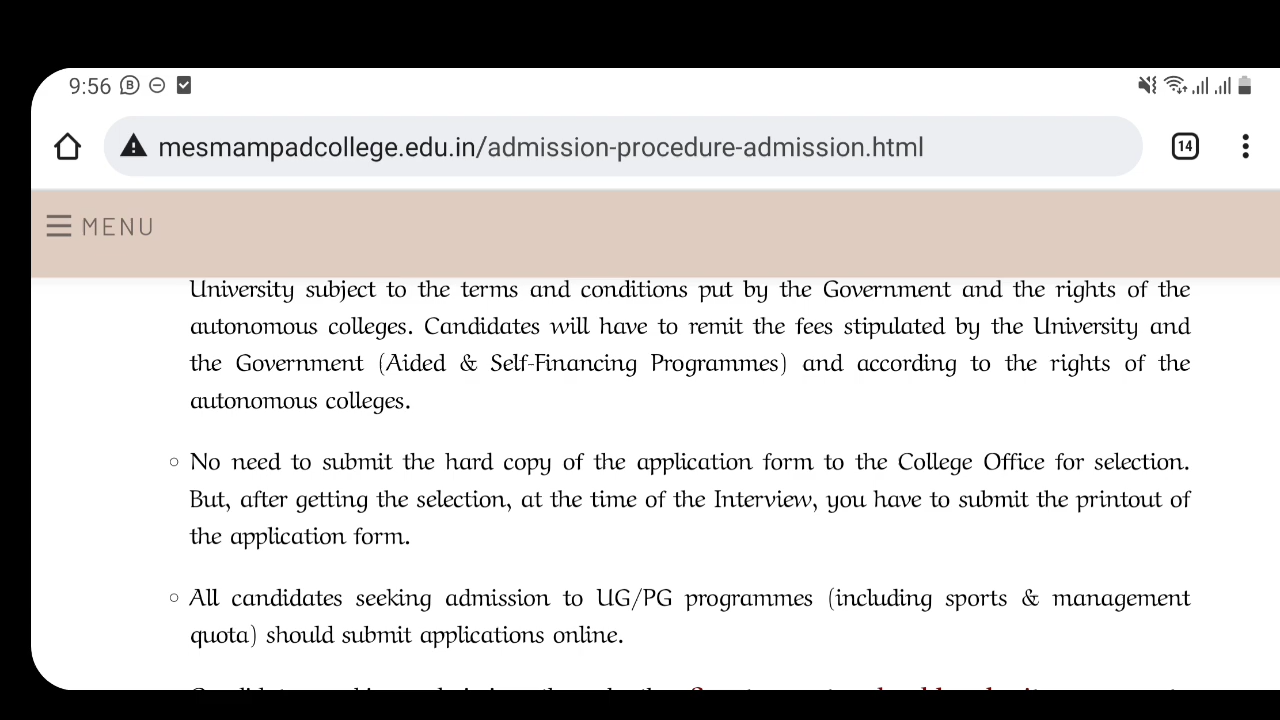 9:56
mesmampadcollege.edu.in/admission-procedure-admission.html
14
MENU
University subject to the terms and conditions put by the Government and the rights of the
autonomous colleges. Candidates will have to remit the fees stipulated by the University and
the Government (Aided & Self-Financing Programmes) and according to the rights of the
autonomous colleges.
No need to submit the hard copy of the application form to the College Office for selection.
But, after getting the selection, at the time of the Interview, you have to submit the printout of
the application form.
All candidates seeking admission to UG/PG programmes (including sports & management
quota) should submit applications online.